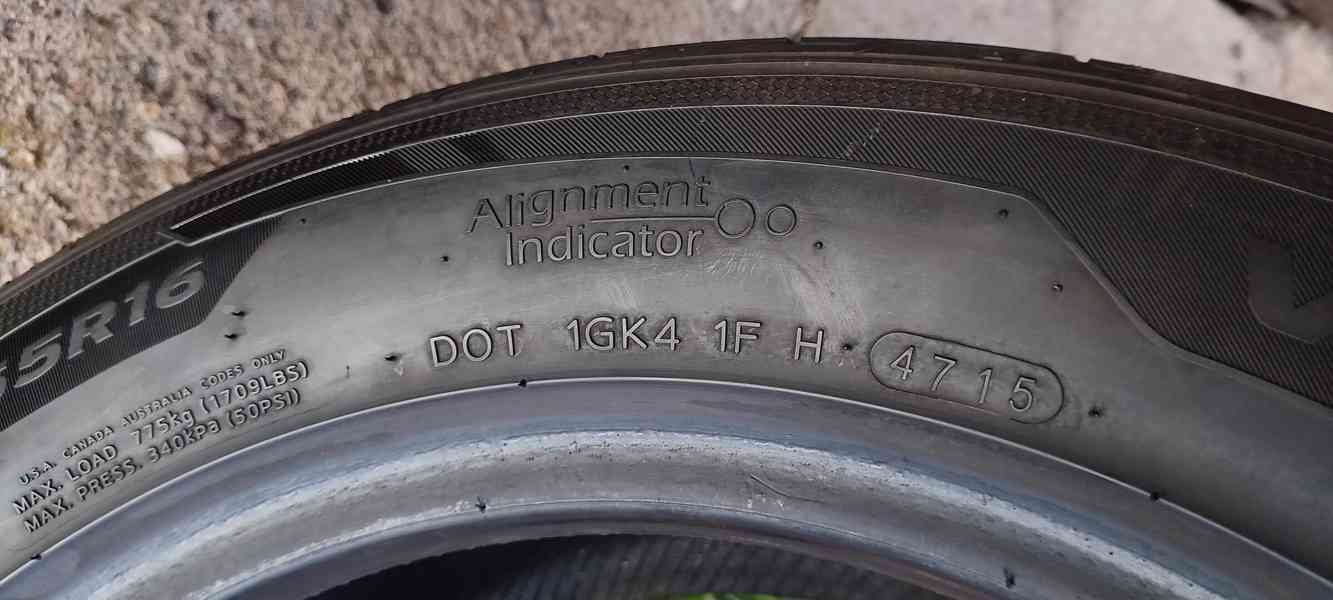 Alignment
Indicator
55R16
DOT 1GK4 1F H 4715
U.S.A. CANADA AUSTRALIA CODES ONLY
MAX. LOAD 775kg (1709LBS)
MAX. PRESS. 340kPa (50PSI)